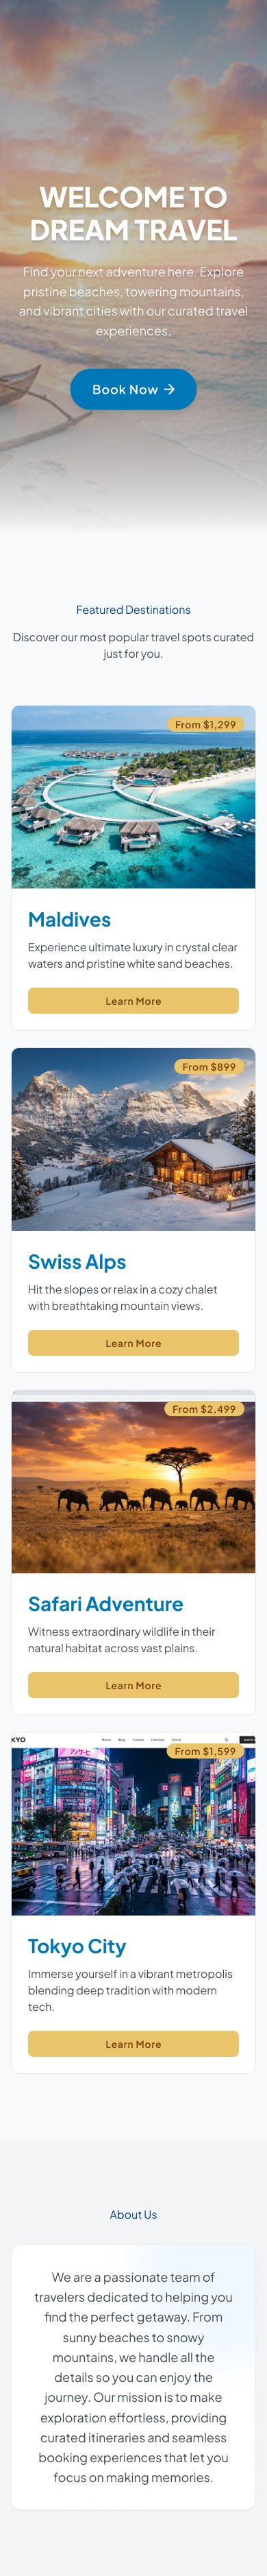 WELCOME TO
DREAM TRAVEL
Find your next adventure here. Explore
pristine beaches, towering mountains,
and vibrant cities with our curated travel
experiences.
Book Now →
Featured Destinations
Discover our most popular travel spots curated
just for you.
From $1,299
Maldives
Experience ultimate luxury in crystal clear
waters and pristine white sand beaches.
Learn More
From $899
Swiss Alps
Hit the slopes or relax in a cozy chalet
with breathtaking mountain views.
Learn More
From $2,499
Safari Adventure
Witness extraordinary wildlife in their
natural habitat across vast plains.
Learn More
KYO
From $1,599
Tokyo City
Immerse yourself in a vibrant metropolis
blending deep tradition with modern
tech.
Learn More
About Us
We are a passionate team of
travelers dedicated to helping you
find the perfect getaway. From
sunny beaches to snowy
mountains, we handle all the
details so you can enjoy the
journey. Our mission is to make
exploration effortless, providing
curated itineraries and seamless
booking experiences that let you
focus on making memories.